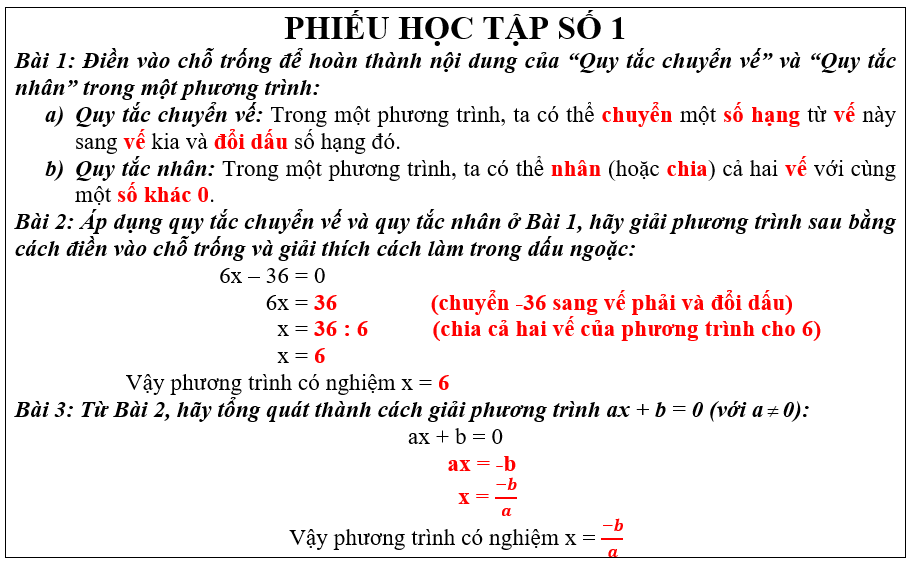 PHIẾU HỌC TẬP SỐ 1
Bài 1: Điền vào chỗ trống để hoàn thành nội dung của “Quy tắc chuyển vế” và “Quy tắc
nhân” trong một phương trình:
a) Quy tắc chuyển vế: Trong một phương trình, ta có thể chuyển một số hạng từ vế này
sang vế kia và đổi dấu số hạng đó.
b) Quy tắc nhân: Trong một phương trình, ta có thể nhân (hoặc chia) cả hai vế với cùng
một số khác 0.
Bài 2: Áp dụng quy tắc chuyển vế và quy tắc nhân ở Bài 1, hãy giải phương trình sau bằng
cách điền vào chỗ trống và giải thích cách làm trong dấu ngoặc:
6x – 36 = 0
6x = 36 (chuyển -36 sang vế phải và đổi dấu)
x = 36 : 6 (chia cả hai vế của phương trình cho 6)
x = 6
Vậy phương trình có nghiệm x = 6
Bài 3: Từ Bài 2, hãy tổng quát thành cách giải phương trình ax + b = 0 (với a ≠ 0):
ax + b = 0
ax = -b
x = −b/a
Vậy phương trình có nghiệm x = −b/a